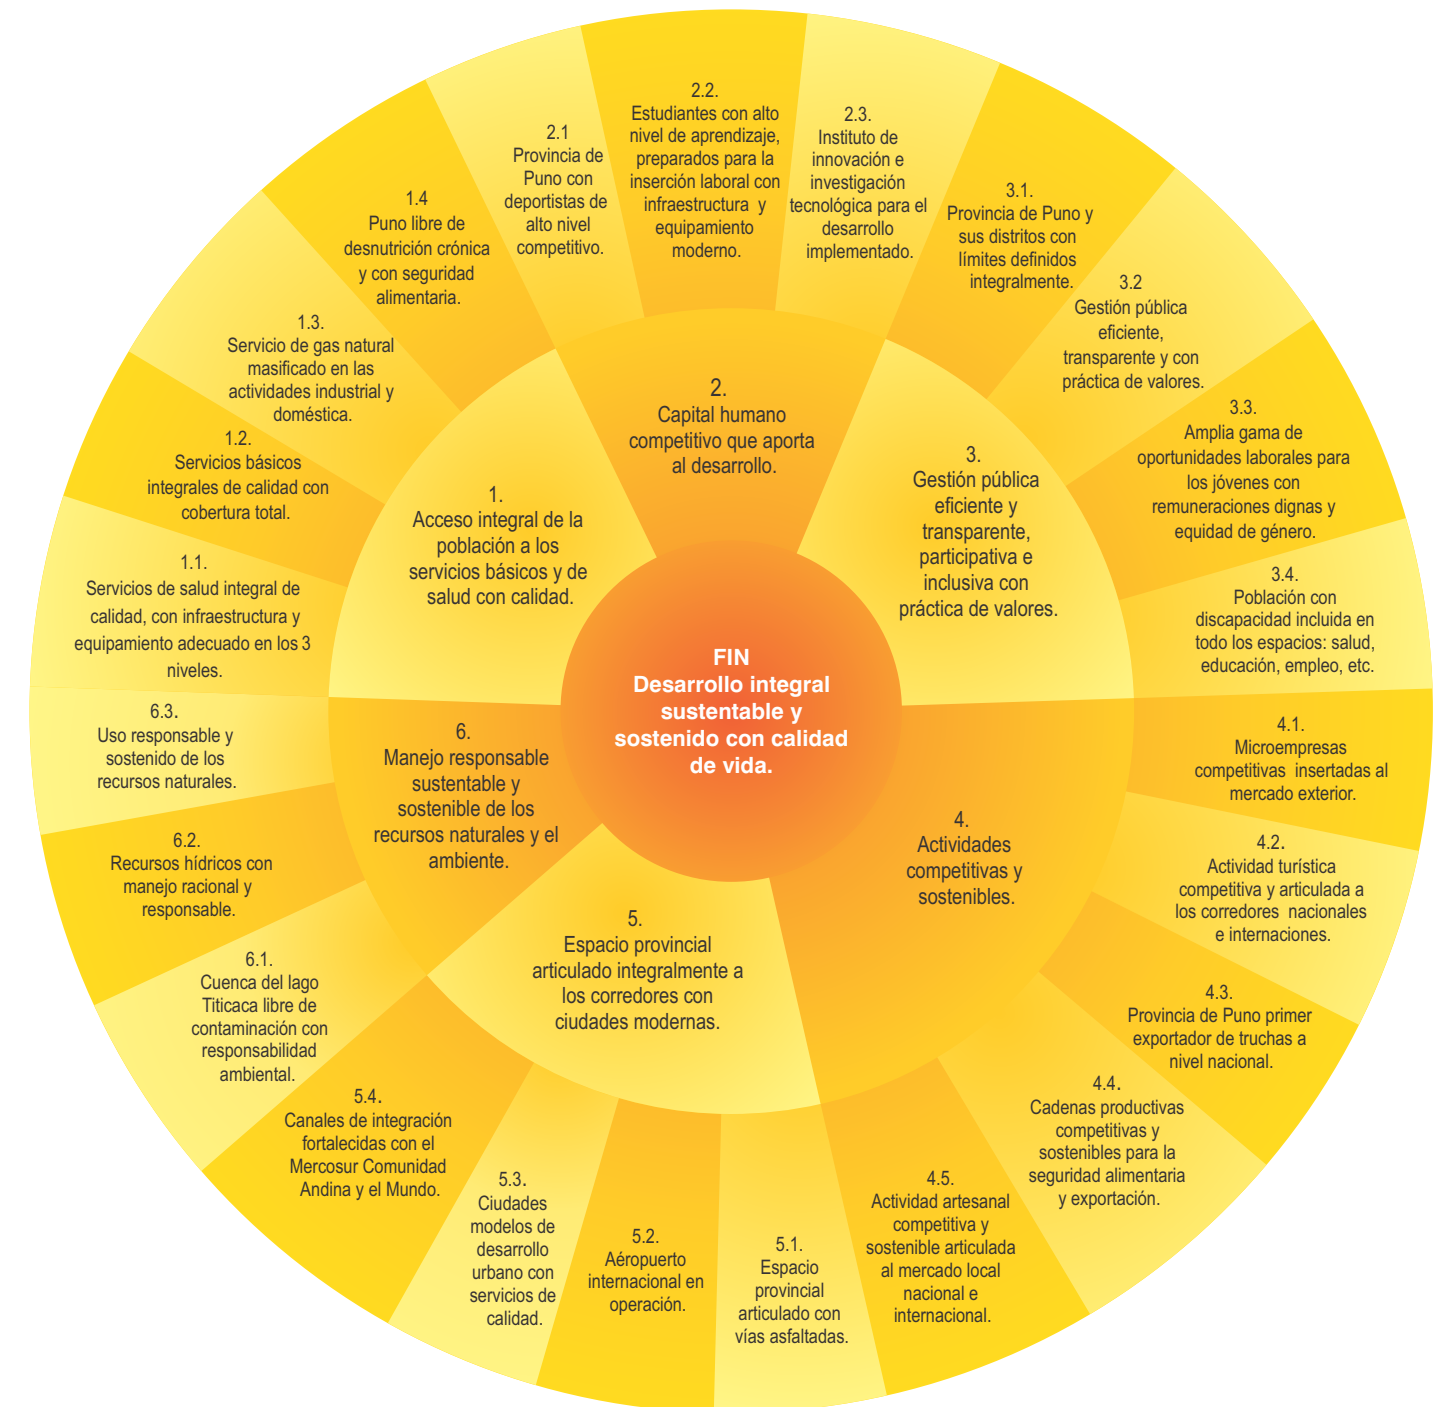 FIN
Desarrollo integral
sustentable y
sostenido con calidad
de vida.
1.
Acceso integral de la
población a los
servicios básicos y de
salud con calidad.
1.1.
Servicios de salud integral de
calidad, con infraestructura y
equipamiento adecuado en los 3
niveles.
1.2.
Servicios básicos
integrales de calidad con
cobertura total.
1.3.
Servicio de gas natural
masificado en las
actividades industrial y
doméstica.
1.4
Puno libre de
desnutrición crónica
y con seguridad
alimentaria.
2.
Capital humano
competitivo que aporta
al desarrollo.
2.1
Provincia de
Puno con
deportistas de
alto nivel
competitivo.
2.2.
Estudiantes con alto
nivel de aprendizaje,
preparados para la
inserción laboral con
infraestructura y
equipamiento
moderno.
2.3.
Instituto de
innovación e
investigación
tecnológica para el
desarrollo
implementado.
3.
Gestión pública
eficiente y
transparente,
participativa e
inclusiva con
práctica de valores.
3.1.
Provincia de Puno y
sus distritos con
límites definidos
integralmente.
3.2
Gestión pública
eficiente,
transparente y con
práctica de valores.
3.3.
Amplia gama de
oportunidades laborales para
los jóvenes con
remuneraciones dignas y
equidad de género.
3.4.
Población con
discapacidad incluida en
todo los espacios: salud,
educación, empleo, etc.
4.
Actividades
competitivas y
sostenibles.
4.1.
Microempresas
competitivas insertadas al
mercado exterior.
4.2.
Actividad turística
competitiva y articulada a
los corredores nacionales
e internaciones.
4.3.
Provincia de Puno primer
exportador de truchas a
nivel nacional.
4.4.
Cadenas productivas
competitivas y
sostenibles para la
seguridad alimentaria
y exportación.
4.5.
Actividad artesanal
competitiva y
sostenible articulada
al mercado local
nacional e
internacional.
5.
Espacio provincial
articulado integralmente a
los corredores con
ciudades modernas.
5.1.
Espacio
provincial
articulado con
vías asfaltadas.
5.2.
Aéropuerto
internacional en
operación.
5.3.
Ciudades
modelos de
desarrollo
urbano con
servicios de
calidad.
5.4.
Canales de integración
fortalecidas con el
Mercosur Comunidad
Andina y el Mundo.
6.
Manejo responsable
sustentable y
sostenible de los
recursos naturales y el
ambiente.
6.1.
Cuenca del lago
Titicaca libre de
contaminación con
responsabilidad
ambiental.
6.2.
Recursos hídricos con
manejo racional y
responsable.
6.3.
Uso responsable y
sostenido de los
recursos naturales.